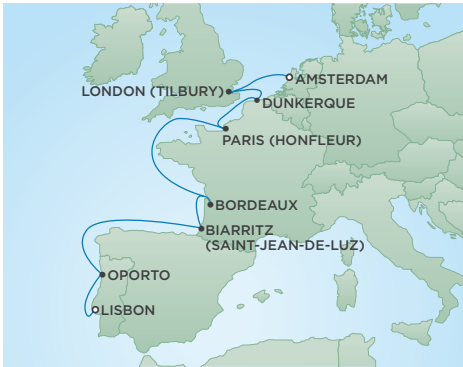 AMSTERDAM
LONDON (TILBURY)
DUNKERQUE
PARIS (HONFLEUR)
BORDEAUX
BIARRITZ
(SAINT-JEAN-DE-LUZ)
OPORTO
LISBON